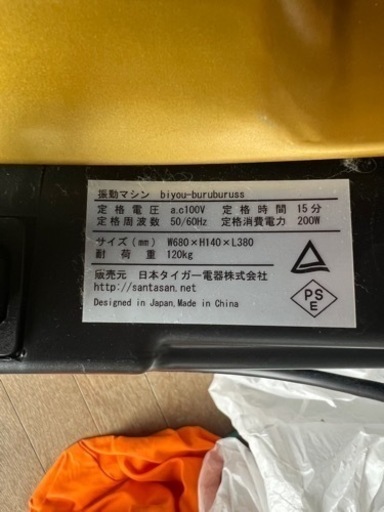 振動マシン biyou-buruburuss
定格電圧 a.c100V 定格時間 15分
定格周波数 50/60Hz 定格消費電力 200W
サイズ(mm) W680×H140×L380
耐荷重 120kg
販売元 日本タイガー電器株式会社
http://santasan.net
Designed in Japan,Made in China
PS
E